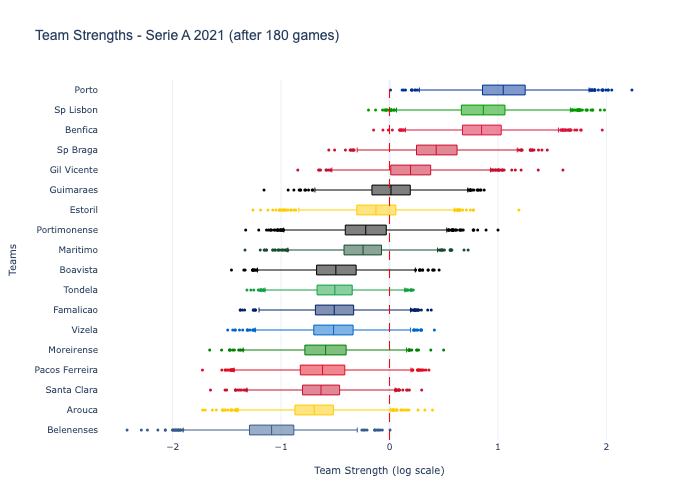 Team Strengths - Serie A 2021 (after 180 games)
Porto
Sp Lisbon
Benfica
Sp Braga
Gil Vicente
Guimaraes
Estoril
Portimonense
Maritimo
Boavista
Tondela
Famalicao
Vizela
Moreirense
Pacos Ferreira
Santa Clara
Arouca
Belenenses
Teams
−2 −1 0 1 2
Team Strength (log scale)